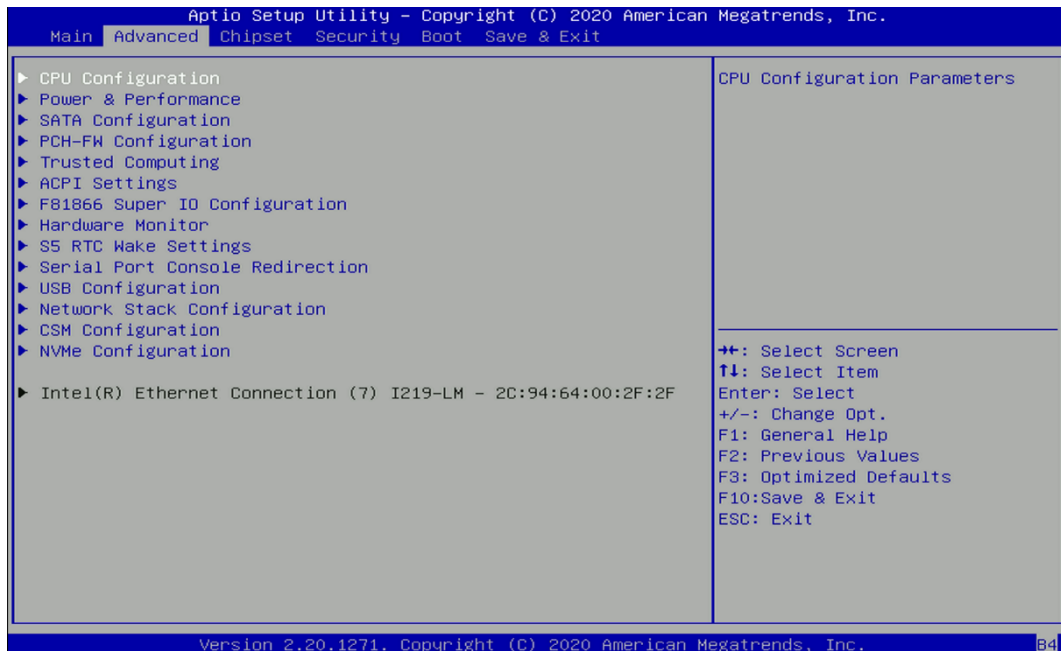 Aptio Setup Utility – Copyright (C) 2020 American Megatrends, Inc.
Main Advanced Chipset Security Boot Save & Exit
▶ CPU Configuration
▶ Power & Performance
▶ SATA Configuration
▶ PCH-FW Configuration
▶ Trusted Computing
▶ ACPI Settings
▶ F81866 Super IO Configuration
▶ Hardware Monitor
▶ S5 RTC Wake Settings
▶ Serial Port Console Redirection
▶ USB Configuration
▶ Network Stack Configuration
▶ CSM Configuration
▶ NVMe Configuration
▶ Intel(R) Ethernet Connection (7) I219-LM – 2C:94:64:00:2F:2F
CPU Configuration Parameters
→←: Select Screen
↑↓: Select Item
Enter: Select
+/-: Change Opt.
F1: General Help
F2: Previous Values
F3: Optimized Defaults
F10:Save & Exit
ESC: Exit
Version 2.20.1271. Copyright (C) 2020 American Megatrends, Inc.
B4